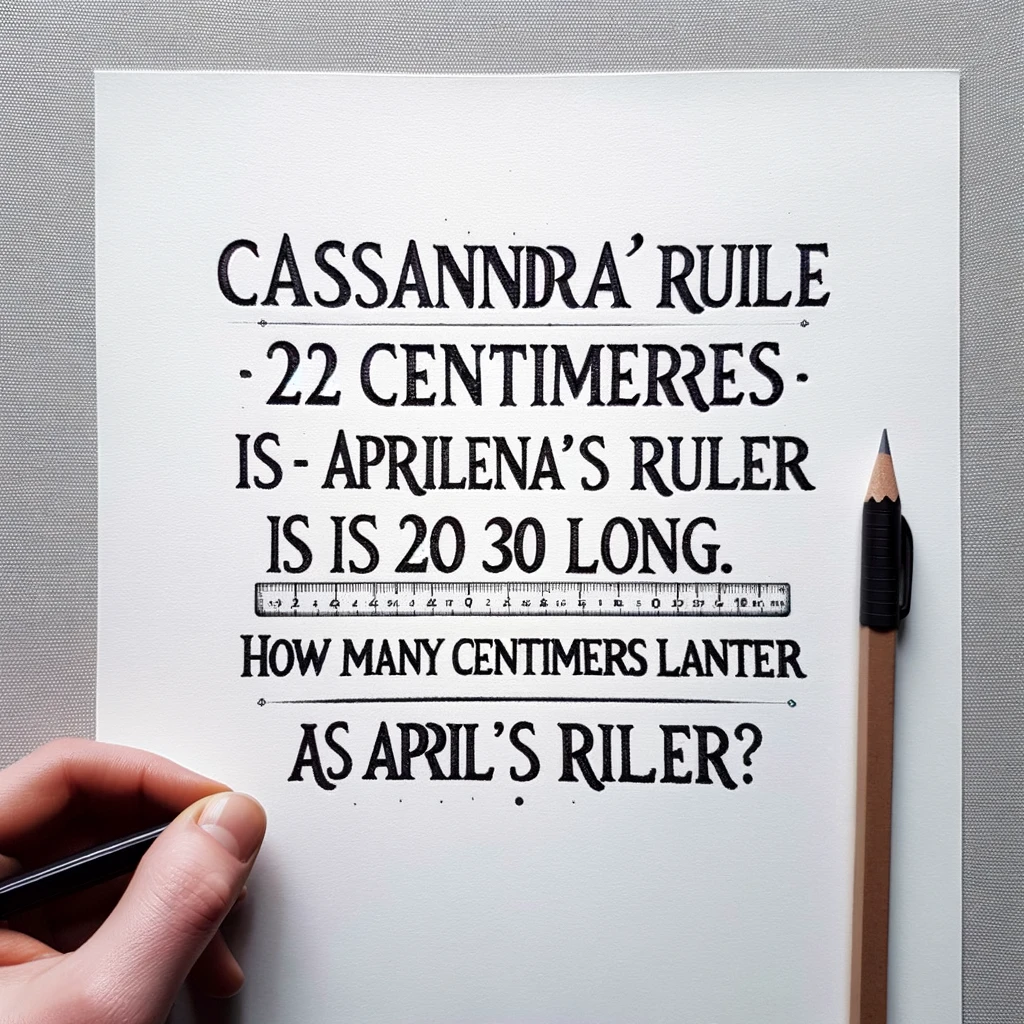 CASSANNDRA' RUILE
· 22 CENTIMERRES ·
IS - APRILENA'S RULER
IS IS 20 30 LONG.
HOW MANY CENTIMERS LANTER
AS APRIL'S RILER?